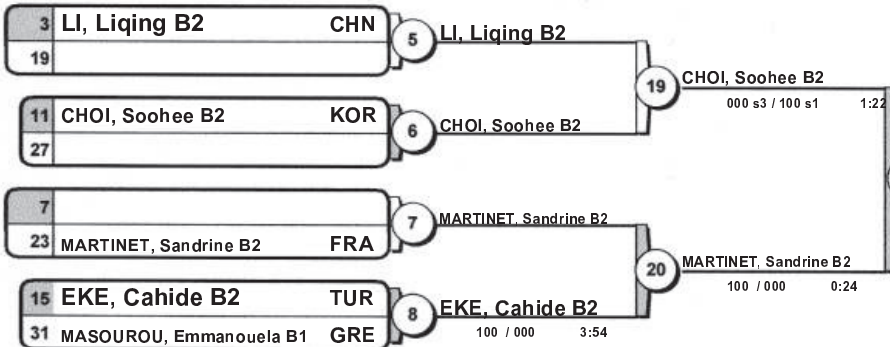 3 LI, Liqing B2 CHN
19
5
LI, Liqing B2
11 CHOI, Soohee B2 KOR
27
6
CHOI, Soohee B2
19
CHOI, Soohee B2
000 s3 / 100 s1 1:22
7
23 MARTINET, Sandrine B2 FRA
7
MARTINET, Sandrine B2
15 EKE, Cahide B2 TUR
31 MASOUROU, Emmanouela B1 GRE
8
EKE, Cahide B2
100 / 000 3:54
20
MARTINET, Sandrine B2
100 / 000 0:24